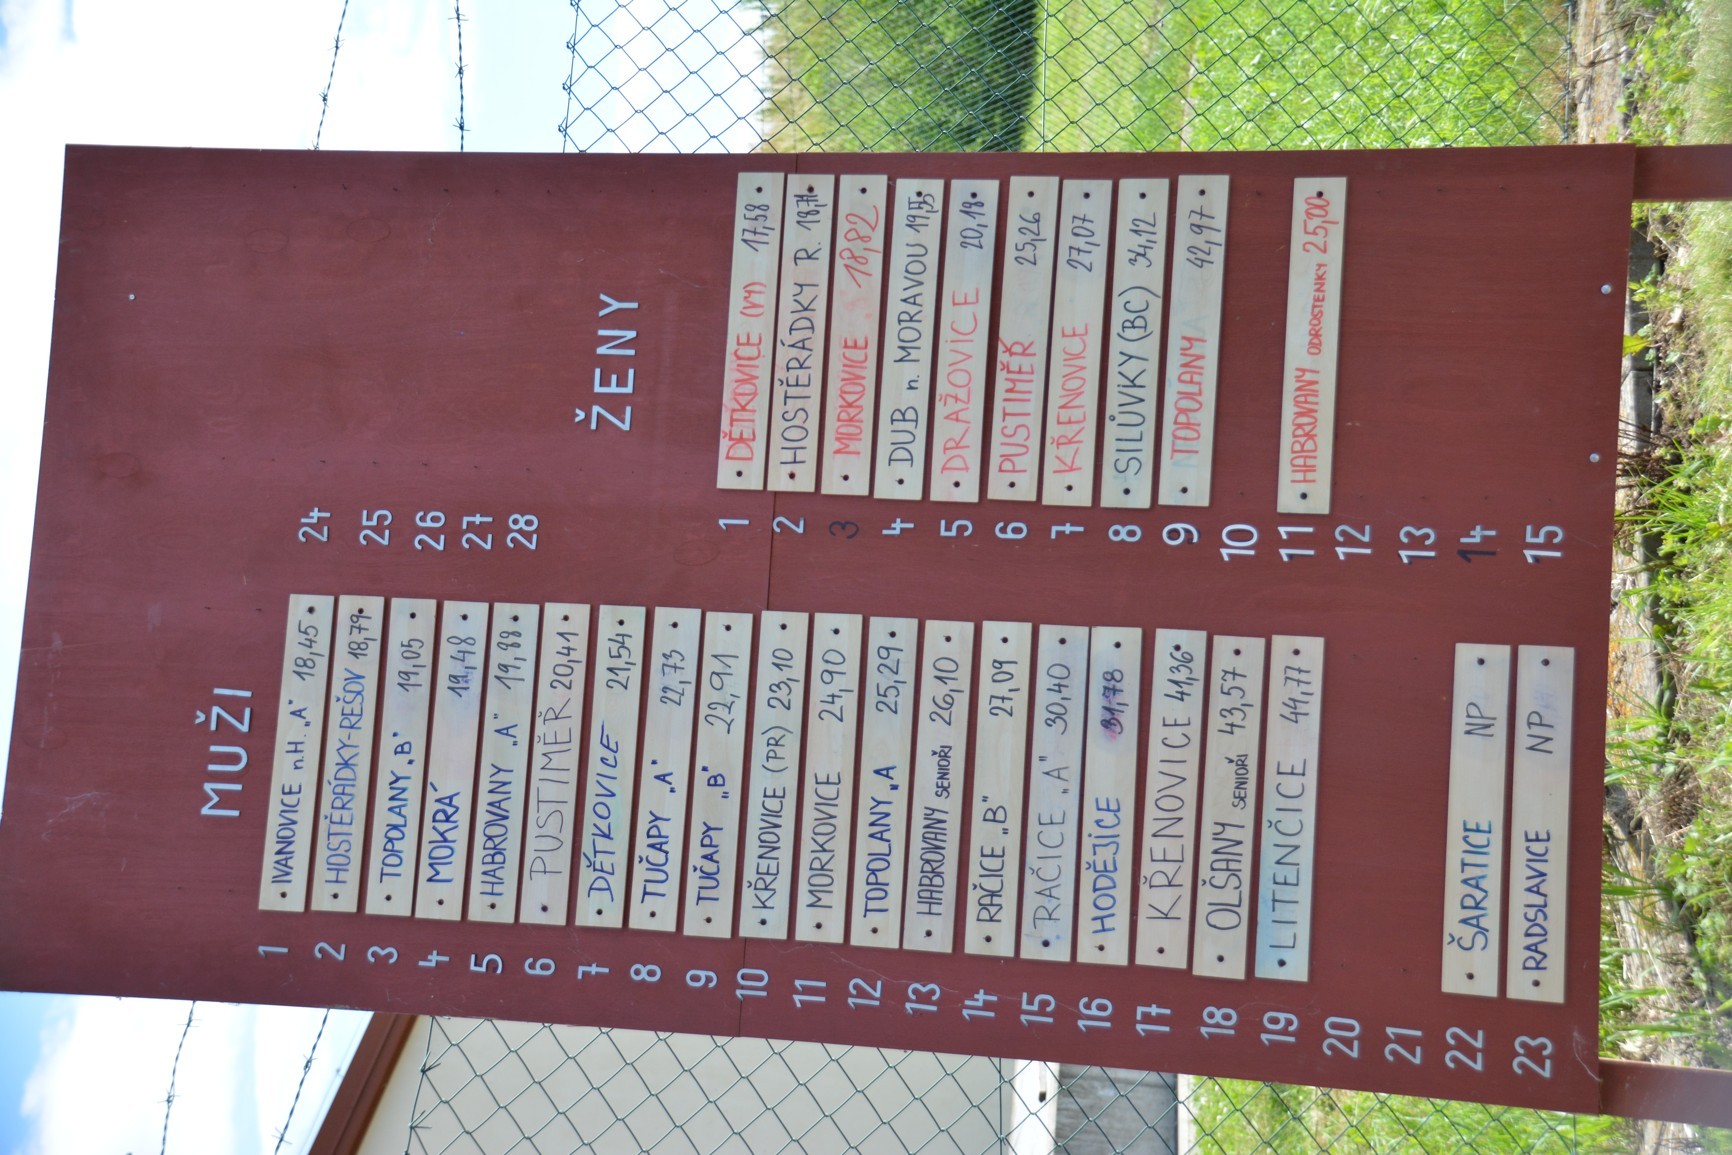 MUŽI
1 IVANOVICE n.H. „A" 18,45
2 HOSTĚRÁDKY-REŠOV 18,79
3 TOPOLANY „B" 19,05
4 MOKRÁ 19,48
5 HABROVANY „A" 19,88
6 PUSTIMĚŘ 20,41
7 DĚTKOVICE 21,54
8 TUČAPY „A" 22,73
9 TUČAPY „B" 22,91
10 KŘENOVICE (PR) 23,10
11 MORKOVICE 24,90
12 TOPOLANY „A 25,29
13 HABROVANY SENIOŘI 26,10
14 RAČICE „B" 27,09
15 RAČICE „A" 30,40
16 HODĚJICE 31,78
17 KŘENOVICE 41,36
18 OLŠANY SENIOŘI 43,57
19 LITENČICE 44,77
20
21
22 ŠARATICE NP
23 RADSLAVICE NP
24
25
26
27
28
ŽENY
1 DĚTKOVICE (VY) 17,58
2 HOSTĚRÁDKY R. 18,71
3 MORKOVICE 18,82
4 DUB n. MORAVOU
5 DRAŽOVICE 20,18
6 PUSTIMĚŘ 25,26
7 KŘENOVICE 27,07
8 SILŮVKY (BC) 34,12
9 TOPOLANY 42,97
10
11 HABROVANY ODROSTENKY 25,00
12
13
14
15